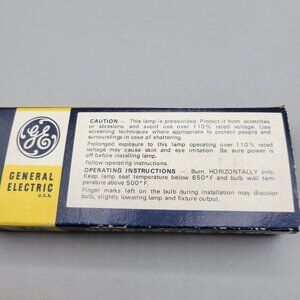 GE
GENERAL
ELECTRIC
U.S.A.
CAUTION — This lamp is pressurized. Protect it from scratches
or abrasions and avoid use over 110% rated voltage. Use
screening techniques where appropriate to protect people and
surroundings in case of shattering.
Prolonged exposure to this lamp operating over 110% rated
voltage may cause skin and eye irritation. Be sure power is
off before installing lamp.
Follow operating instructions.
OPERATING INSTRUCTIONS — Burn HORIZONTALLY only.
Keep lamp seal temperature below 650°F and bulb wall tem-
perature above 500°F.
finger marks left on the bulb during installation may discolor
bulb, slightly lowering lamp and fixture output.